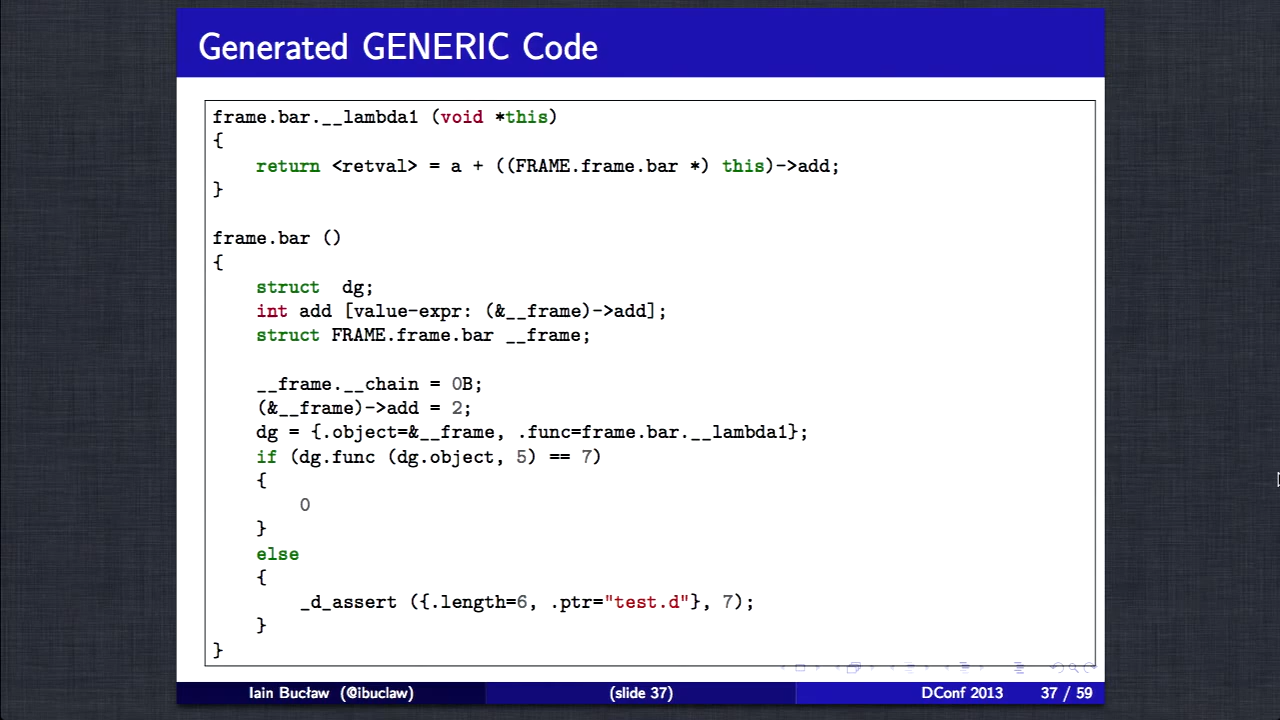 Generated GENERIC Code
frame.bar.__lambda1 (void *this)
{
    return <retval> = a + ((FRAME.frame.bar *) this)->add;
}
frame.bar ()
{
    struct  dg;
    int add [value-expr: (&__frame)->add];
    struct FRAME.frame.bar __frame;
    __frame.__chain = 0B;
    (&__frame)->add = 2;
    dg = {.object=&__frame, .func=frame.bar.__lambda1};
    if (dg.func (dg.object, 5) == 7)
    {
        0
    }
    else
    {
        _d_assert ({.length=6, .ptr="test.d"}, 7);
    }
}
Iain Bucław (@ibuclaw) (slide 37) DConf 2013 37 / 59